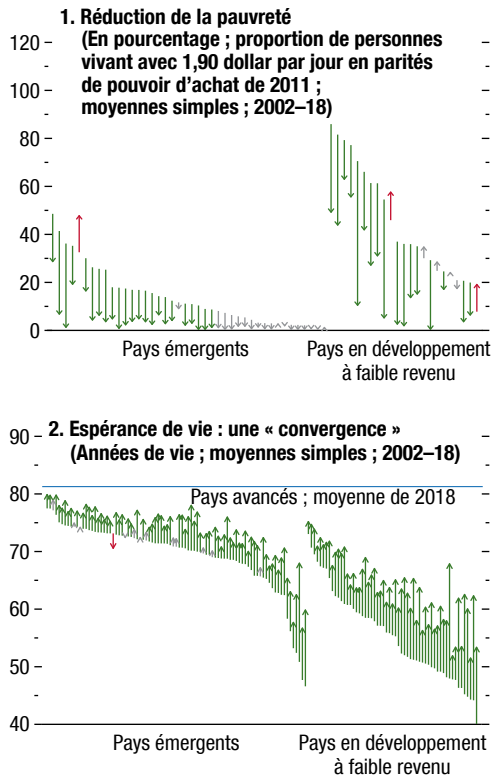 1. Réduction de la pauvreté
(En pourcentage ; proportion de personnes
vivant avec 1,90 dollar par jour en parités
de pouvoir d’achat de 2011 ;
moyennes simples ; 2002–18)
120
100
80
60
40
20
0
Pays émergents
Pays en développement
à faible revenu
2. Espérance de vie : une « convergence »
(Années de vie ; moyennes simples ; 2002–18)
90
80
70
60
50
40
Pays avancés ; moyenne de 2018
Pays émergents
Pays en développement
à faible revenu